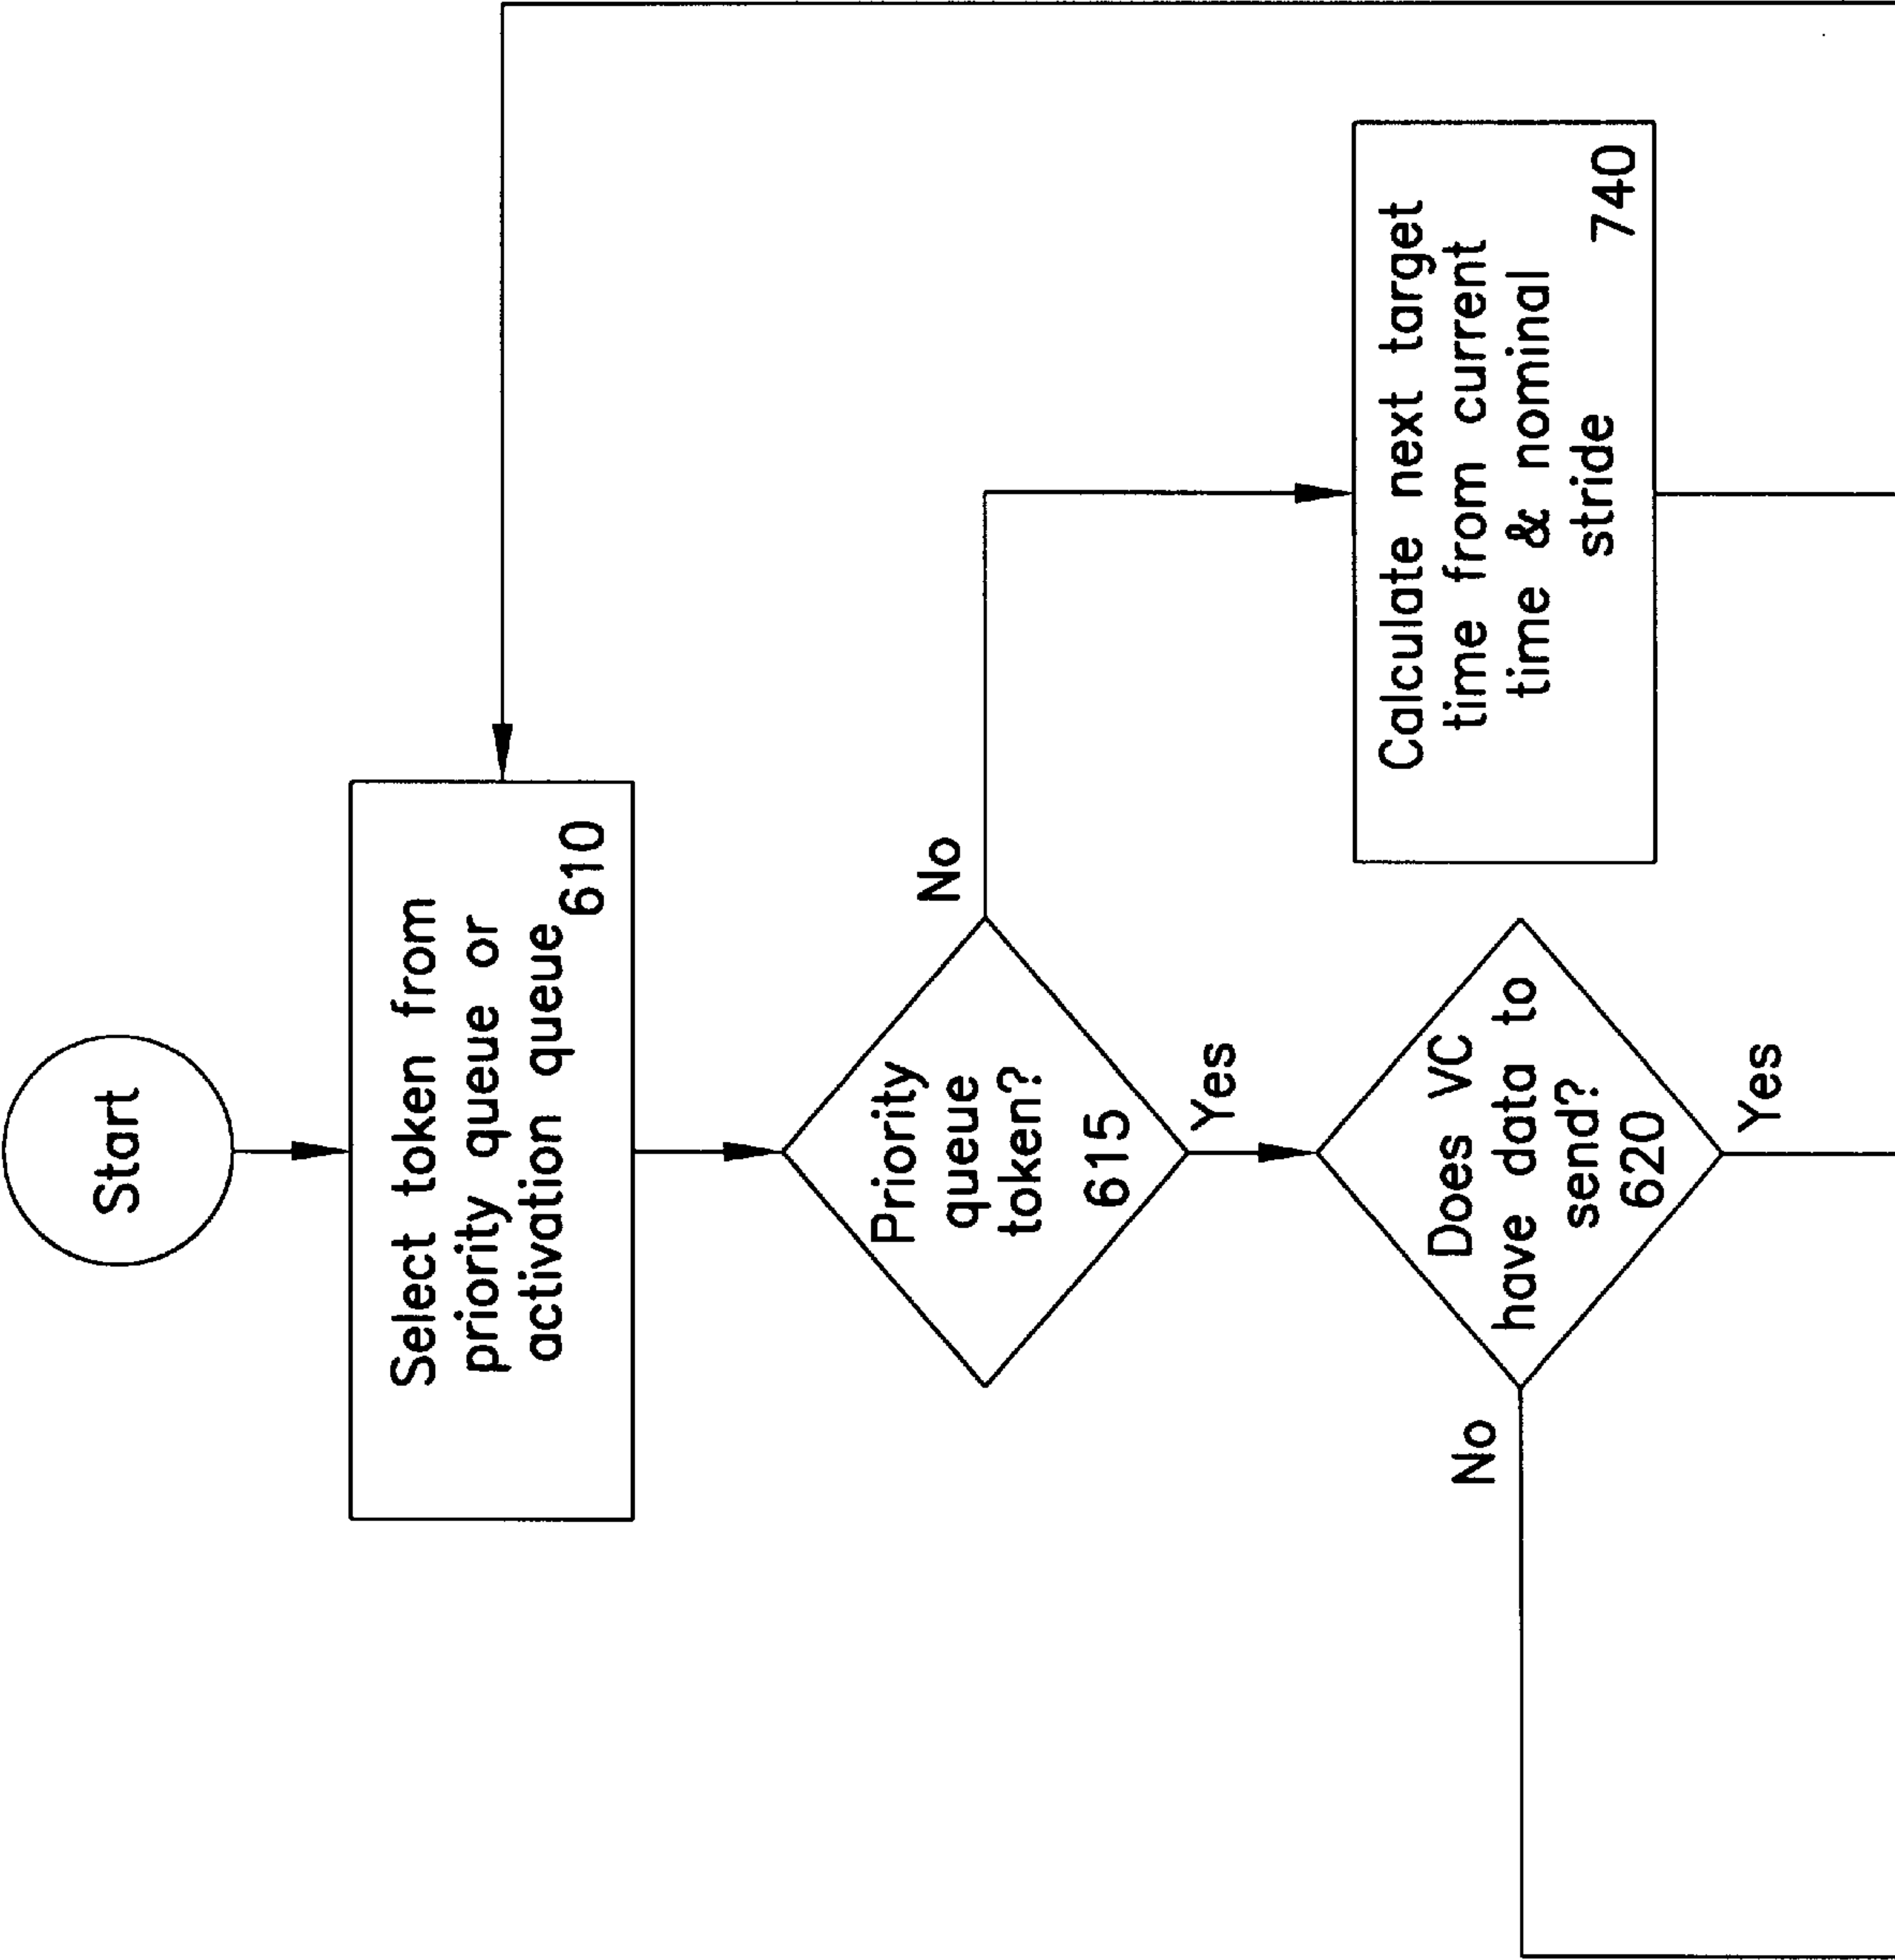 Start
Select token from
priority queue or
activation queue
610
Priority
queue
token?
615
No
Yes
Calculate next target
time from current
time & nominal
stride
740
Does VC
have data to
send?
620
No
Yes